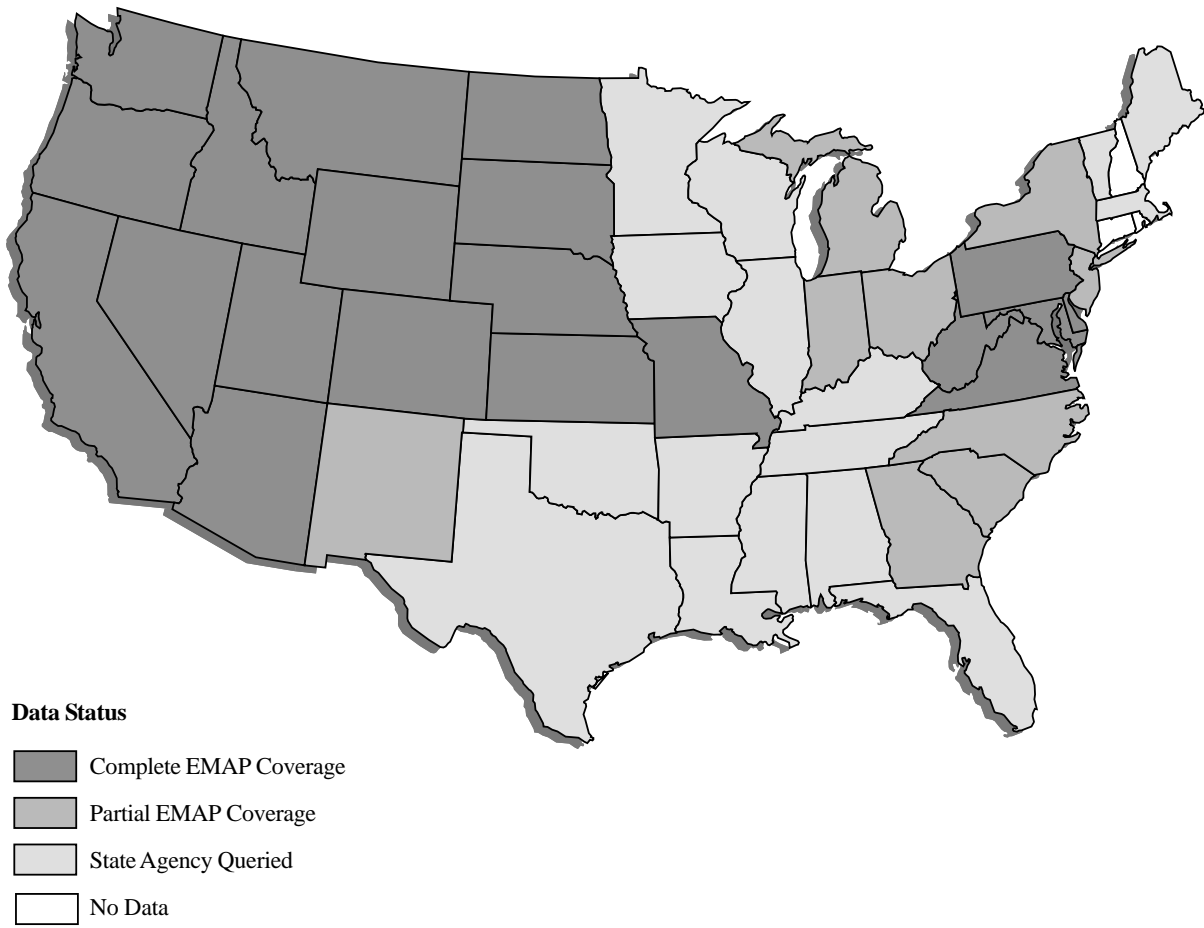 Data Status
Complete EMAP Coverage
Partial EMAP Coverage
State Agency Queried
No Data